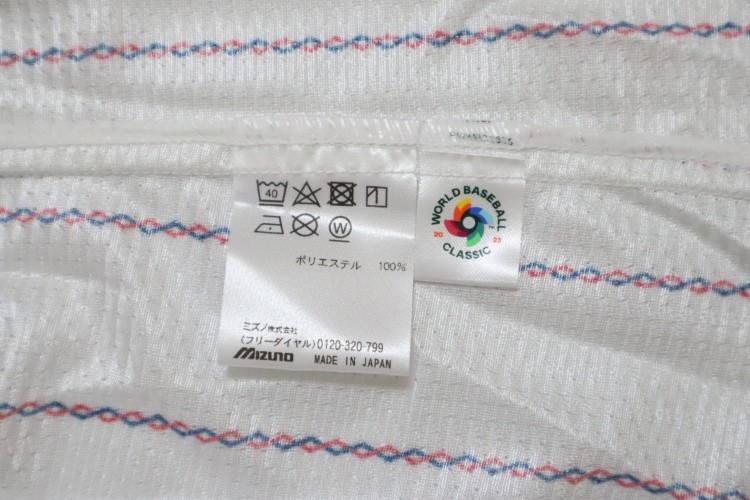 40
W
ポリエステル 100%
ミズノ株式会社
(フリーダイヤル)0120-320-799
MIZUNO MADE IN JAPAN
WORLD BASEBALL
20 23
CLASSIC